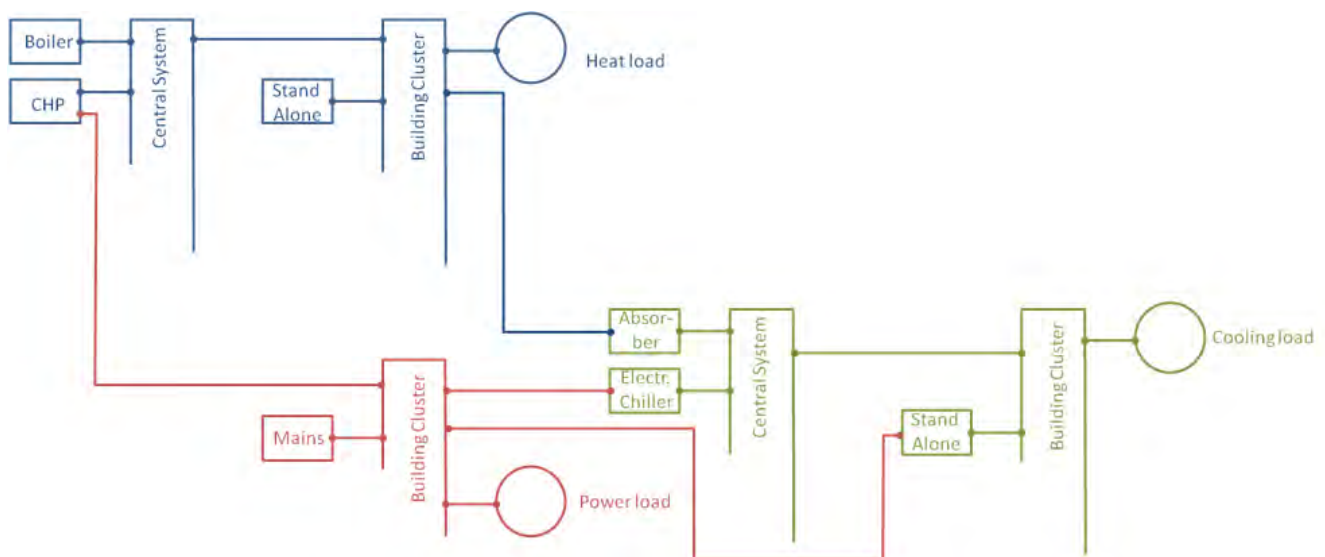 Boiler
CHP
Central System
Stand
Alone
Building Cluster
Heat load
Absor-
ber
Electr.
Chiller
Central System
Stand
Alone
Building Cluster
Cooling load
Mains
Building Cluster
Power load